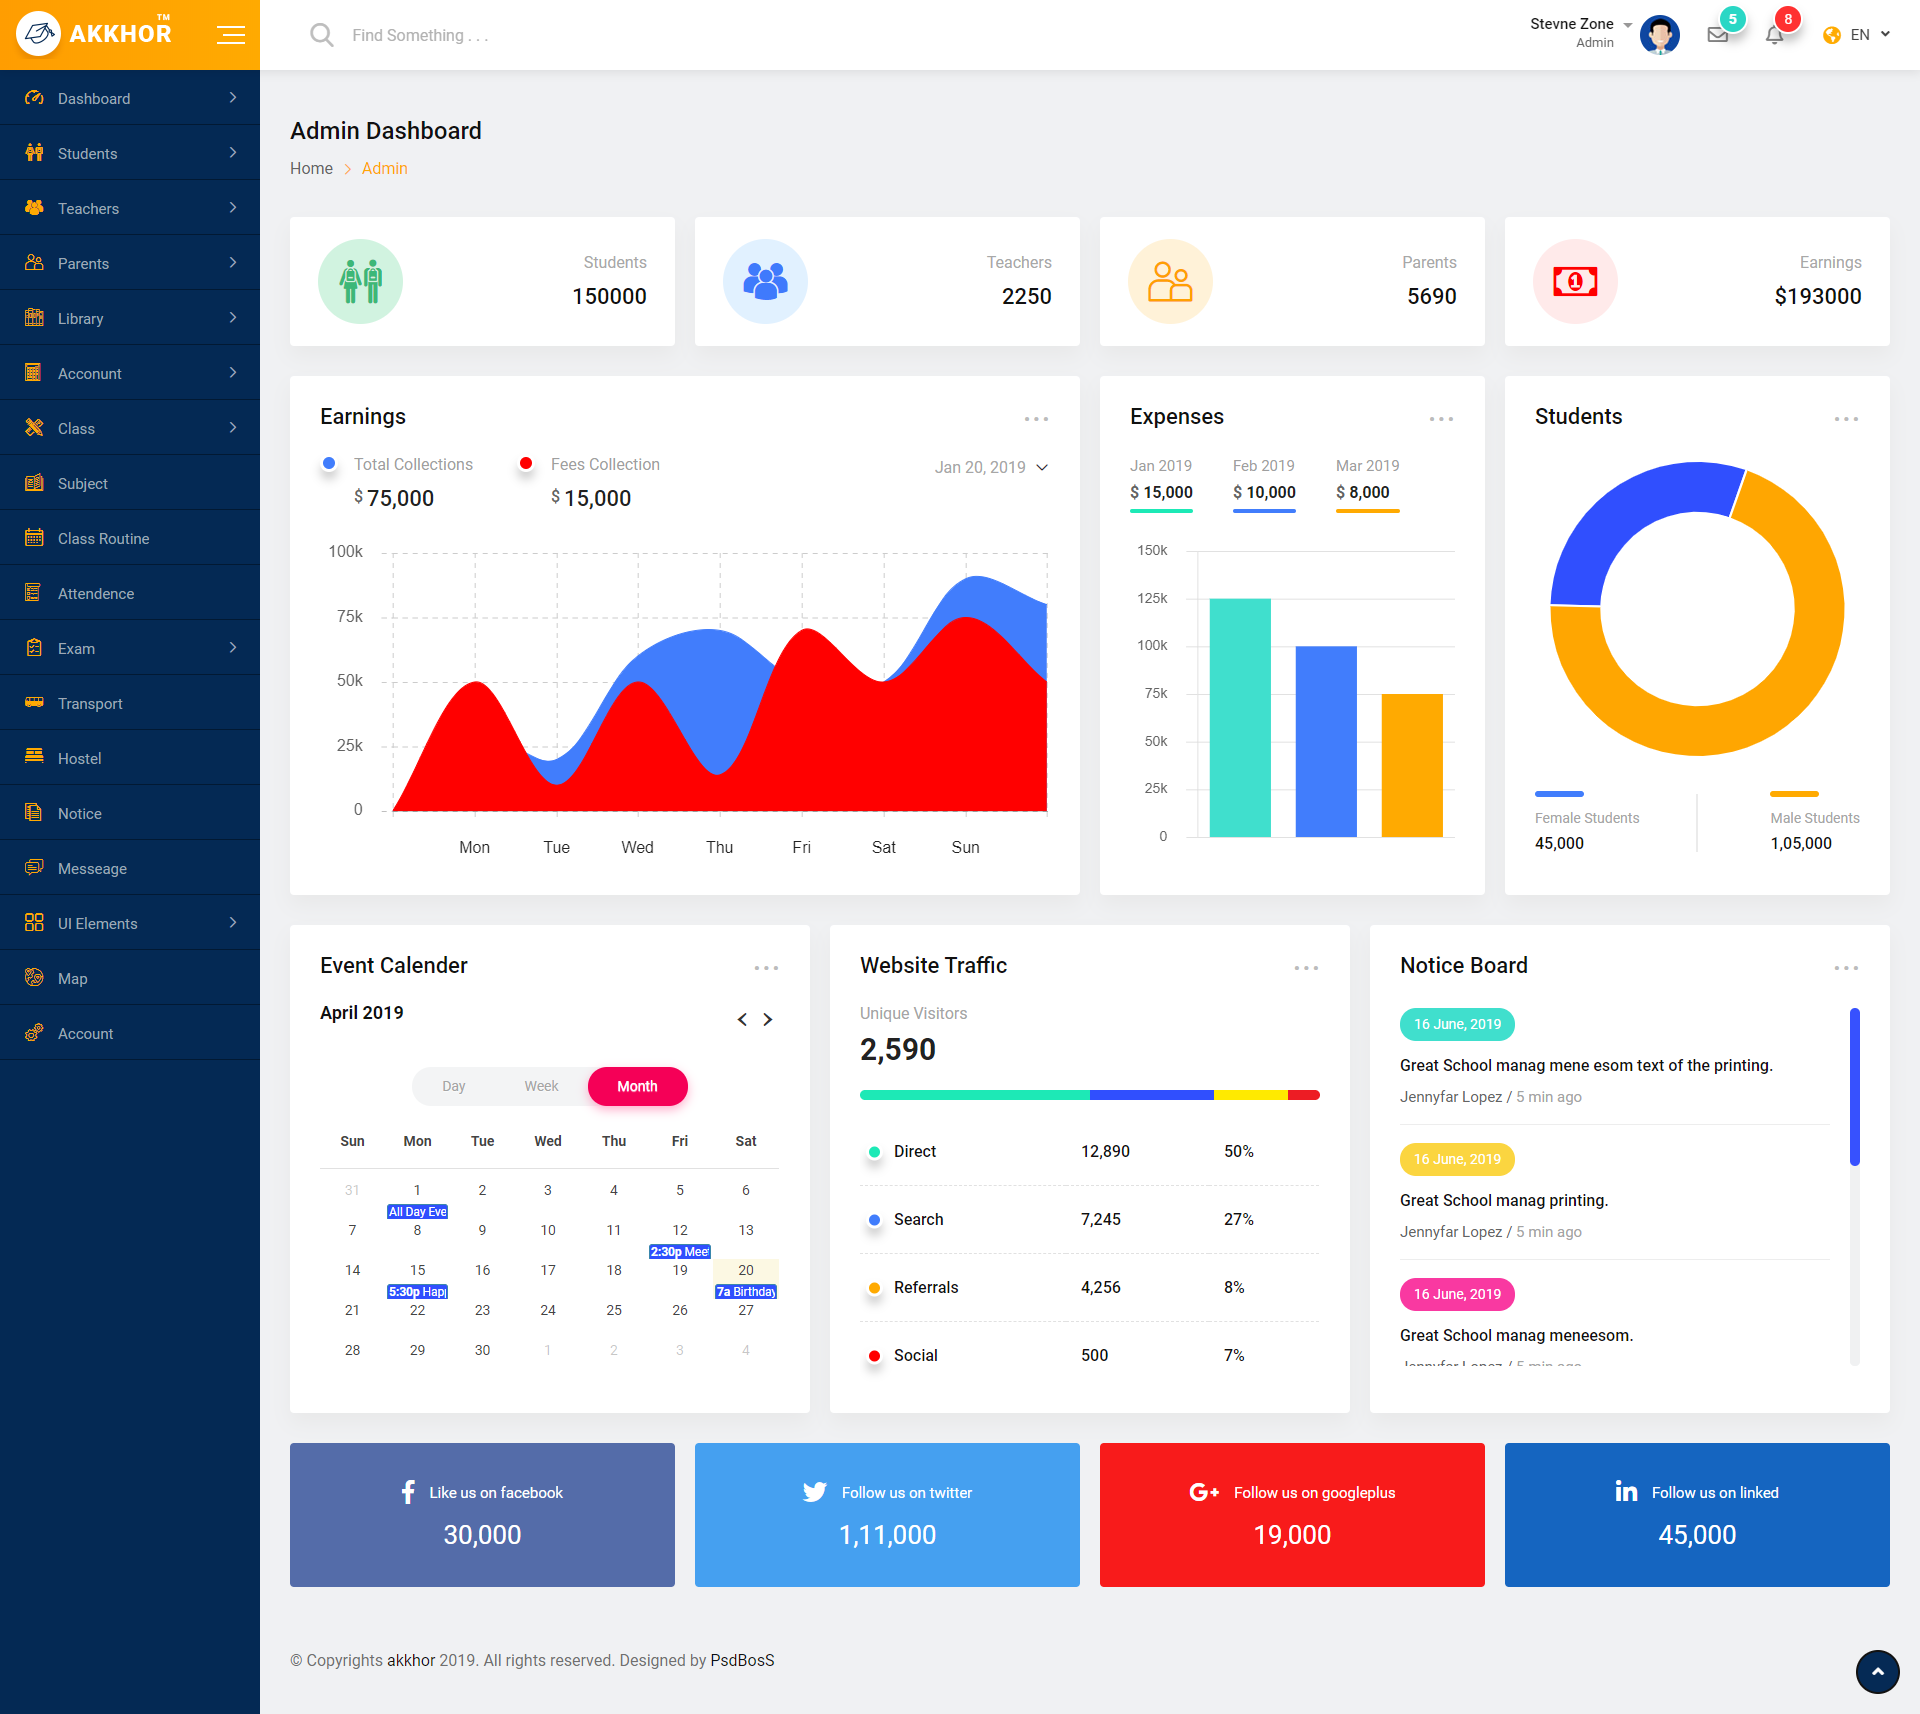 AKKHOR™
Find Something . . .
Stevne Zone
Admin
5
8
EN
Dashboard
Students
Teachers
Parents
Library
Acconunt
Class
Subject
Class Routine
Attendence
Exam
Transport
Hostel
Notice
Messeage
UI Elements
Map
Account
Admin Dashboard
Home > Admin
Students
150000
Teachers
2250
Parents
5690
1
Earnings
$193000
Earnings
Total Collections
$ 75,000
Fees Collection
$ 15,000
Jan 20, 2019
100k
75k
50k
25k
0
Mon Tue Wed Thu Fri Sat Sun
Expenses
Jan 2019 Feb 2019 Mar 2019
$ 15,000 $ 10,000 $ 8,000
150k
125k
100k
75k
50k
25k
0
Students
Female Students
45,000
Male Students
1,05,000
Event Calender
April 2019
Day Week Month
Sun Mon Tue Wed Thu Fri Sat
31 1 2 3 4 5 6
All Day Eve
7 8 9 10 11 12 13
2:30p Mee
14 15 16 17 18 19 20
5:30p Hap 7a Birthday
21 22 23 24 25 26 27
28 29 30 1 2 3 4
Website Traffic
Unique Visitors
2,590
Direct 12,890 50%
Search 7,245 27%
Referrals 4,256 8%
Social 500 7%
Notice Board
16 June, 2019
Great School manag mene esom text of the printing.
Jennyfar Lopez / 5 min ago
16 June, 2019
Great School manag printing.
Jennyfar Lopez / 5 min ago
16 June, 2019
Great School manag meneesom.
Jennyfar Lopez / 5 min ago
Like us on facebook
30,000
Follow us on twitter
1,11,000
G+ Follow us on googleplus
19,000
in Follow us on linked
45,000
© Copyrights akkhor 2019. All rights reserved. Designed by PsdBosS